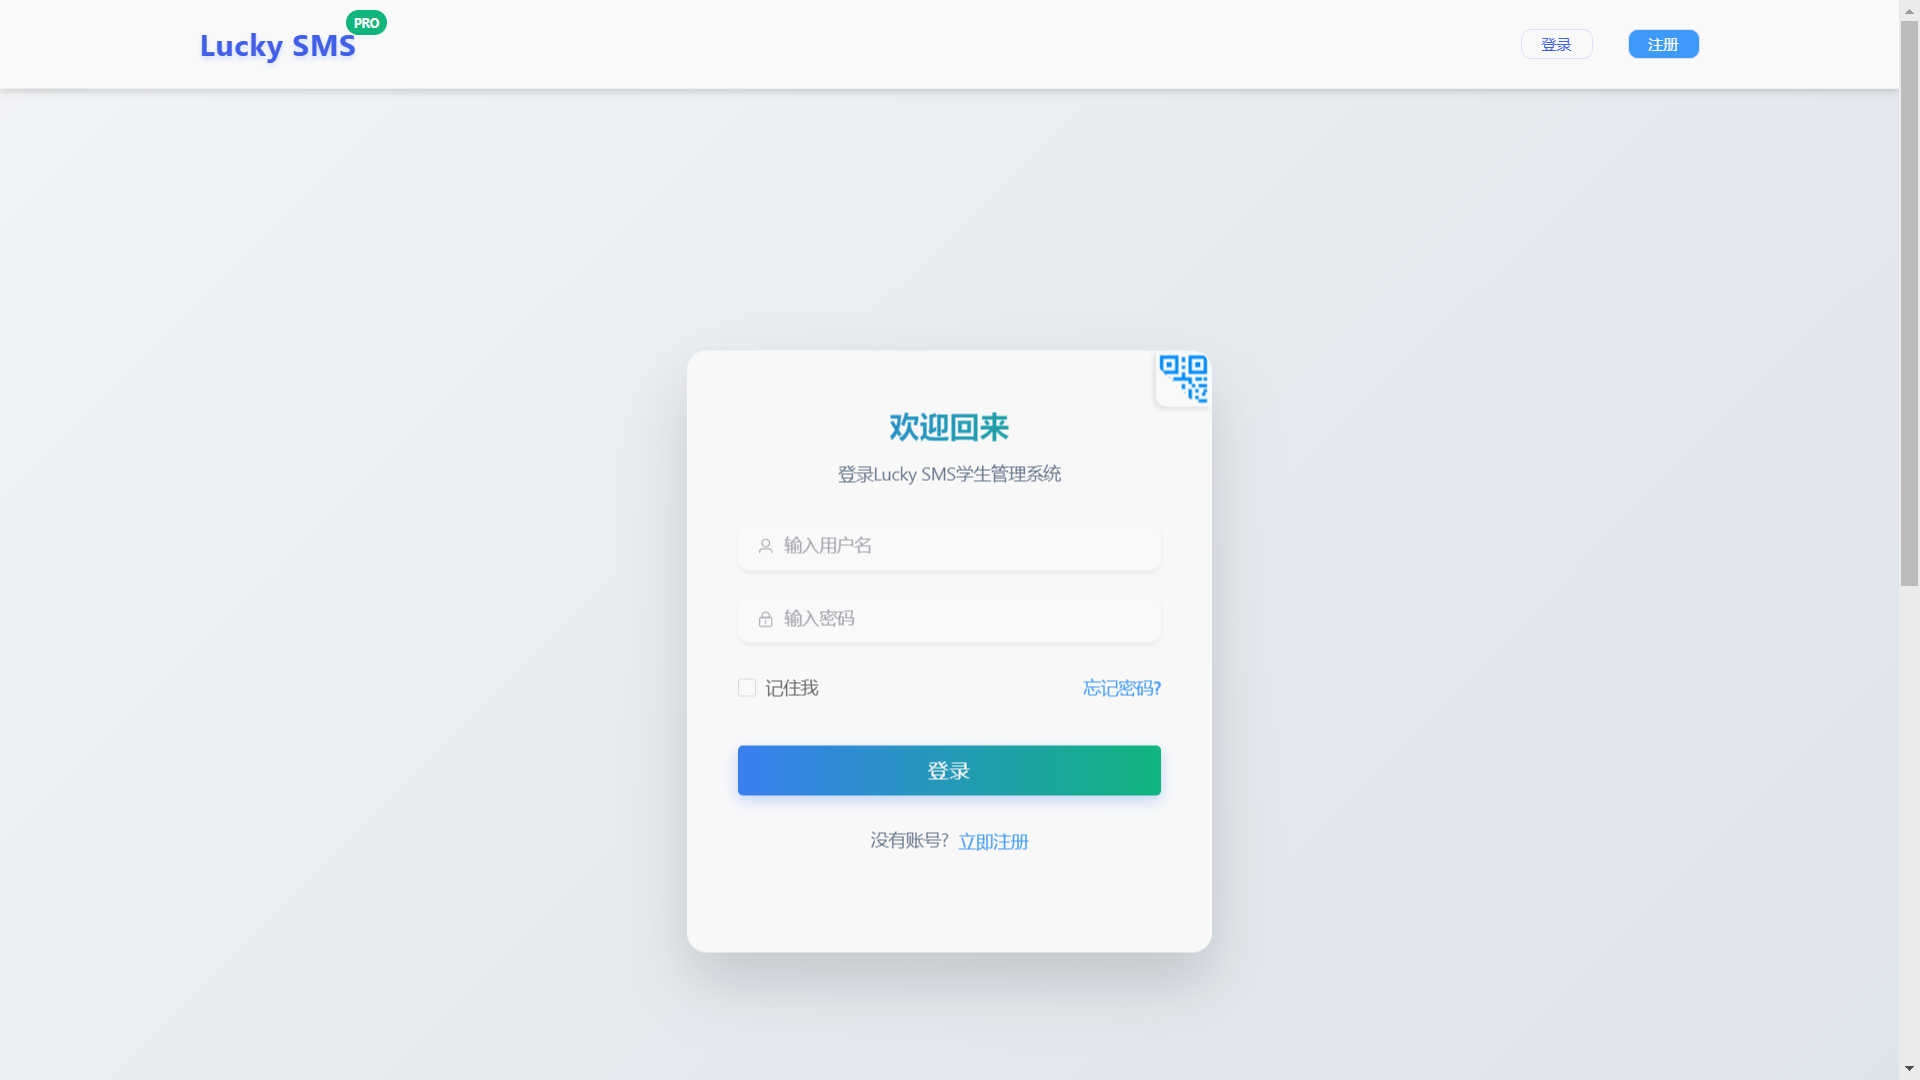 Lucky SMS PRO
登录
注册
欢迎回来
登录Lucky SMS学生管理系统
输入用户名
输入密码
记住我
忘记密码?
登录
没有账号? 立即注册